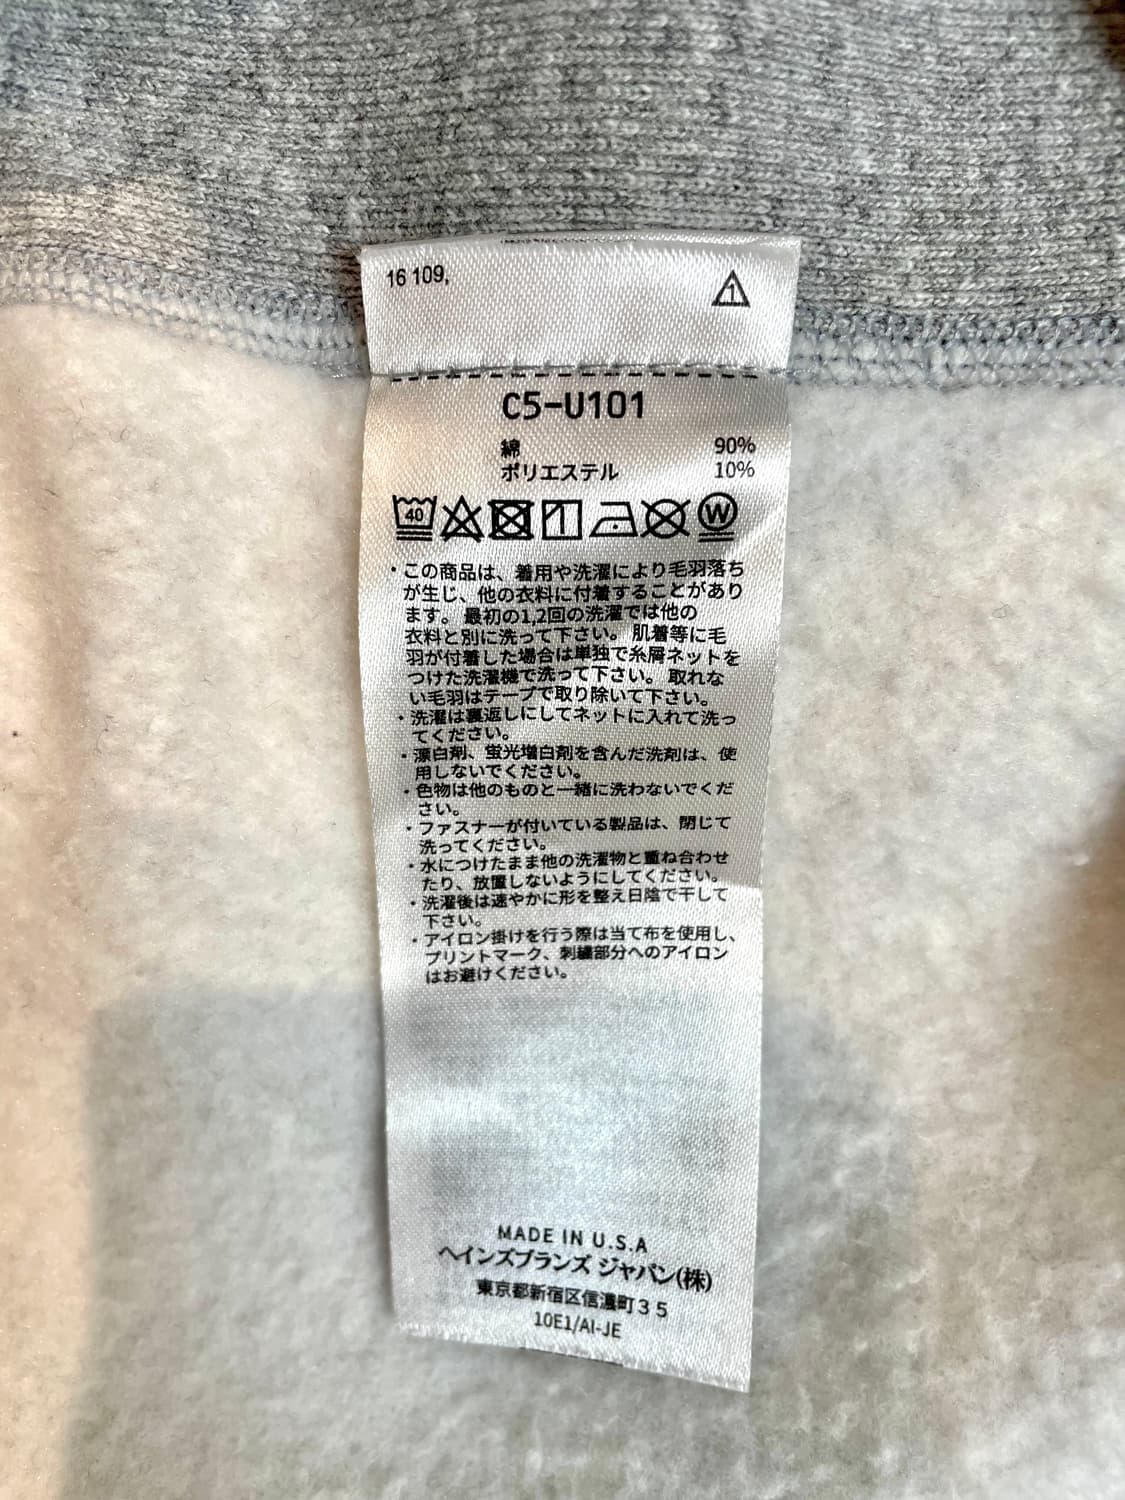 16 109,
1
C5-U101
綿 90%
ポリエステル 10%
40 W
・この商品は、着用や洗濯により毛羽落ち
が生じ、他の衣料に付着することがあり
ます。最初の1,2回の洗濯では他の
衣料と別に洗って下さい。肌着等に毛
羽が付着した場合は単独で糸屑ネットを
つけた洗濯機で洗って下さい。取れな
い毛羽はテープで取り除いて下さい。
・洗濯は裏返しにしてネットに入れて洗っ
てください。
・漂白剤、蛍光増白剤を含んだ洗剤は、使
用しないでください。
・色物は他のものと一緒に洗わないでくだ
さい。
・ファスナーが付いている製品は、閉じて
洗ってください。
・水につけたまま他の洗濯物と重ね合わせ
たり、放置しないようにしてください。
・洗濯後は速やかに形を整え日陰で干して
下さい。
・アイロン掛けを行う際は当て布を使用し、
プリントマーク、刺繍部分へのアイロン
はお避けください。
MADE IN U.S.A
ヘインズブランズ ジャパン(株)
東京都新宿区信濃町35
10E1/AI-JE